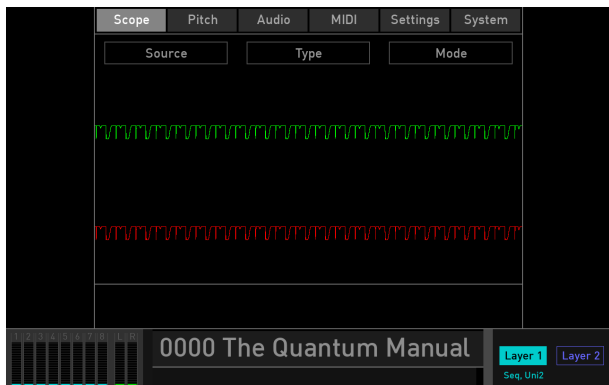 Scope Pitch Audio MIDI Settings System
Source Type Mode
1 2 3 4 5 6 7 8 L R
0000 The Quantum Manual
Layer 1 Layer 2
Seq, Uni2